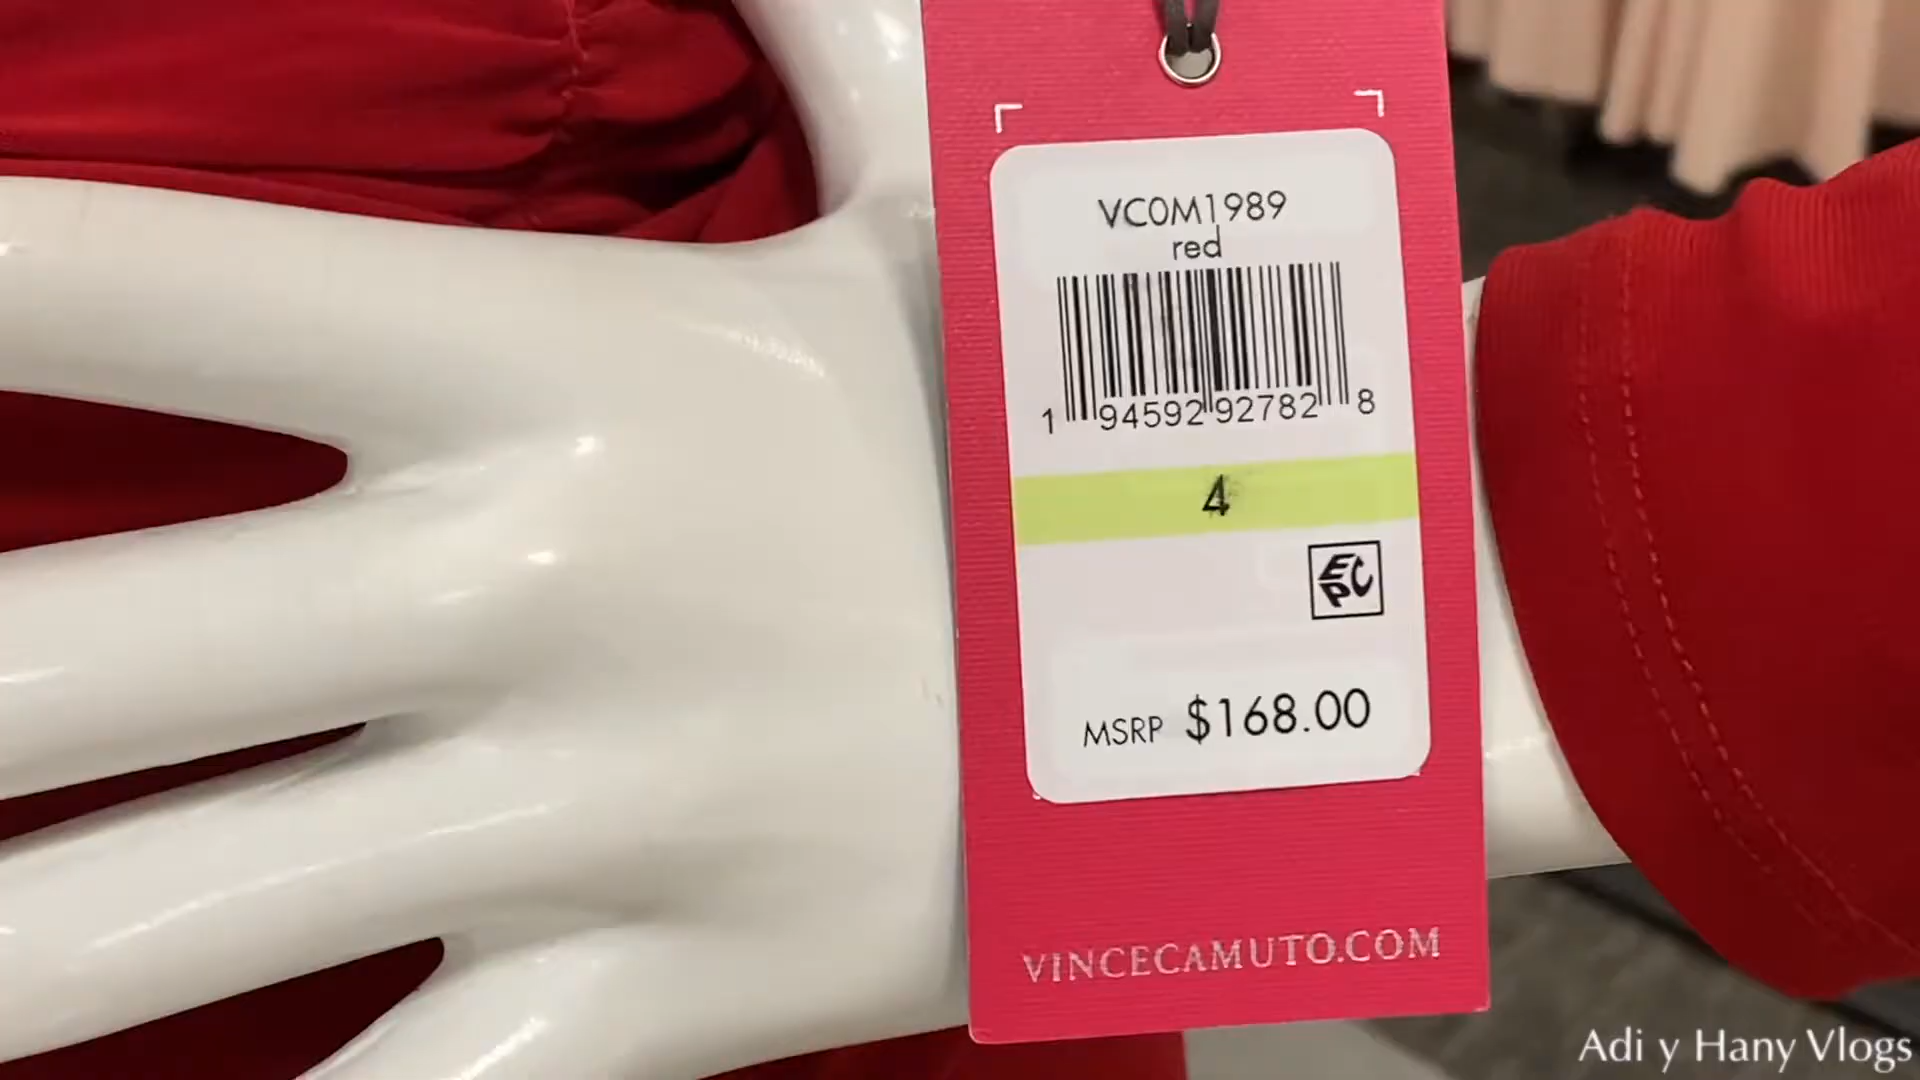 VC0M1989
red
1 94592 92782 8
4
EPC
MSRP $168.00
VINCECAMUTO.COM
Adi y Hany Vlogs